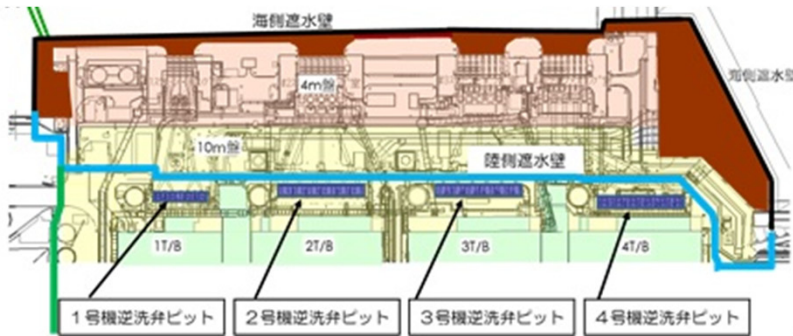 海側遮水壁
海側遮水壁
4m盤
10m盤
陸側遮水壁
1T/B
2T/B
3T/B
4T/B
1号機逆洗弁ピット
2号機逆洗弁ピット
3号機逆洗弁ピット
4号機逆洗弁ピット